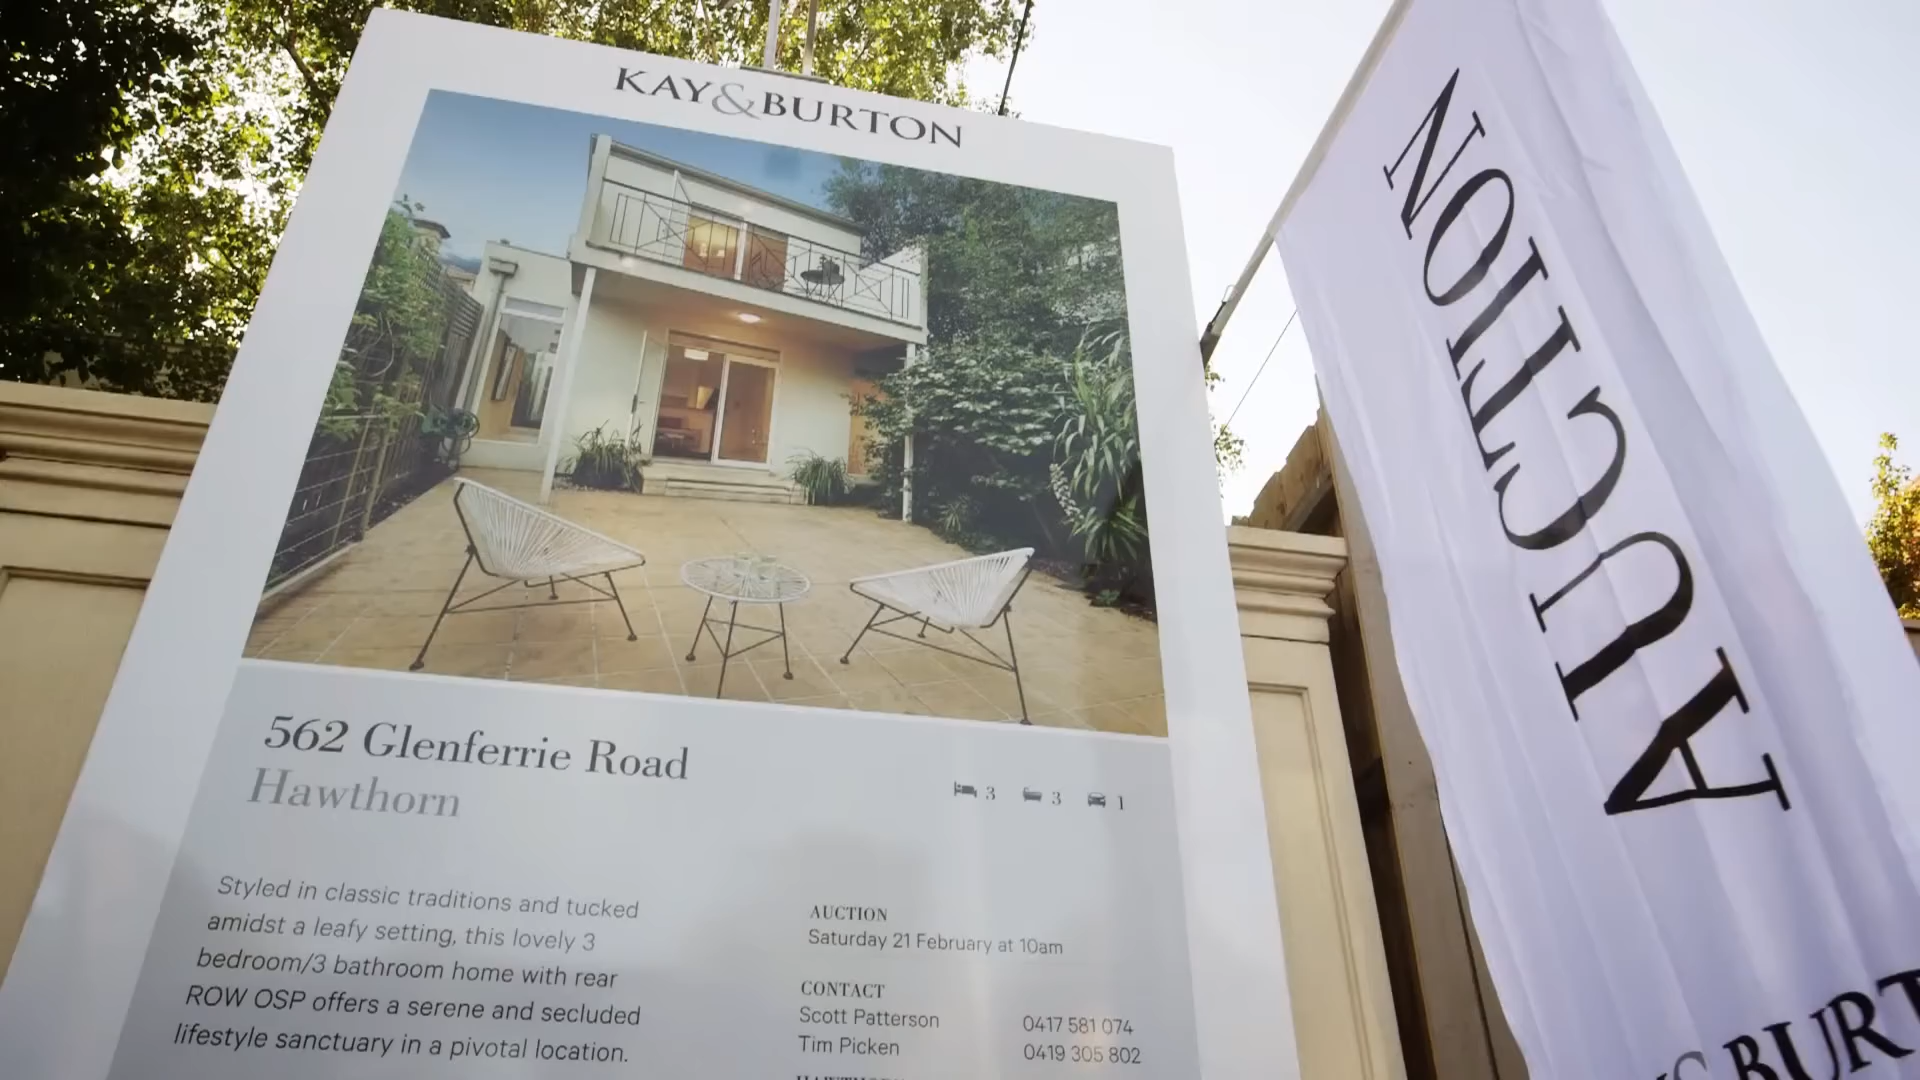 KAY&BURTON
562 Glenferrie Road
Hawthorn
3 3 1
Styled in classic traditions and tucked
amidst a leafy setting, this lovely 3
bedroom/3 bathroom home with rear
ROW OSP offers a serene and secluded
lifestyle sanctuary in a pivotal location.
AUCTION
Saturday 21 February at 10am
CONTACT
Scott Patterson 0417 581 074
Tim Picken 0419 305 802
AUCTION
BURT